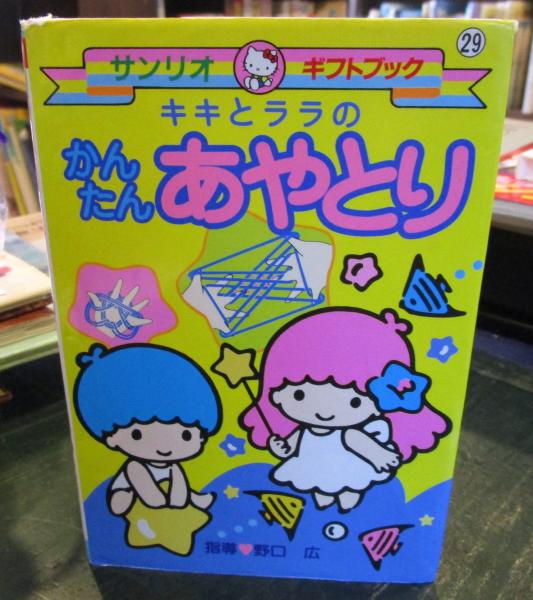 サンリオ ギフトブック
29
キキとララの
かんたん あやとり
指導♥野口 広